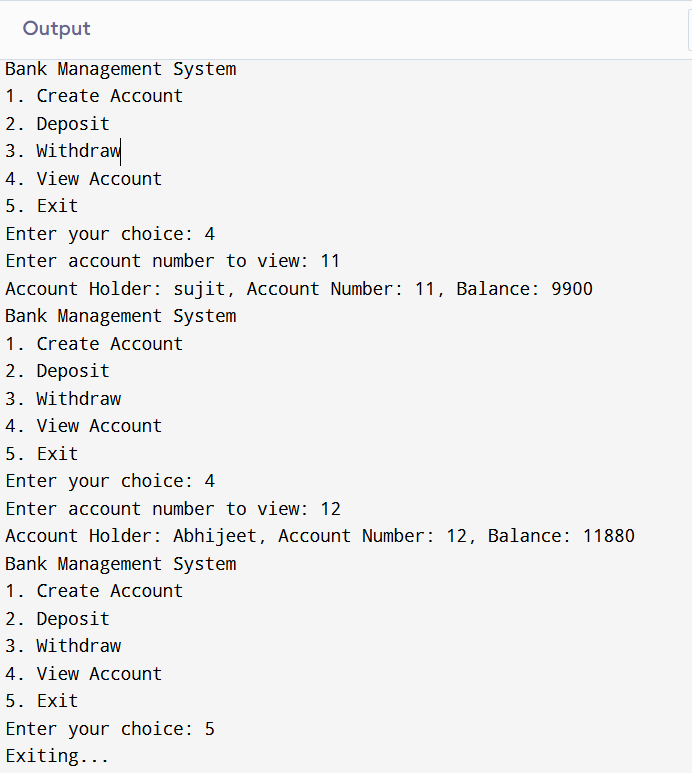 Output
Bank Management System
1. Create Account
2. Deposit
3. Withdraw
4. View Account
5. Exit
Enter your choice: 4
Enter account number to view: 11
Account Holder: sujit, Account Number: 11, Balance: 9900
Bank Management System
1. Create Account
2. Deposit
3. Withdraw
4. View Account
5. Exit
Enter your choice: 4
Enter account number to view: 12
Account Holder: Abhijeet, Account Number: 12, Balance: 11880
Bank Management System
1. Create Account
2. Deposit
3. Withdraw
4. View Account
5. Exit
Enter your choice: 5
Exiting...